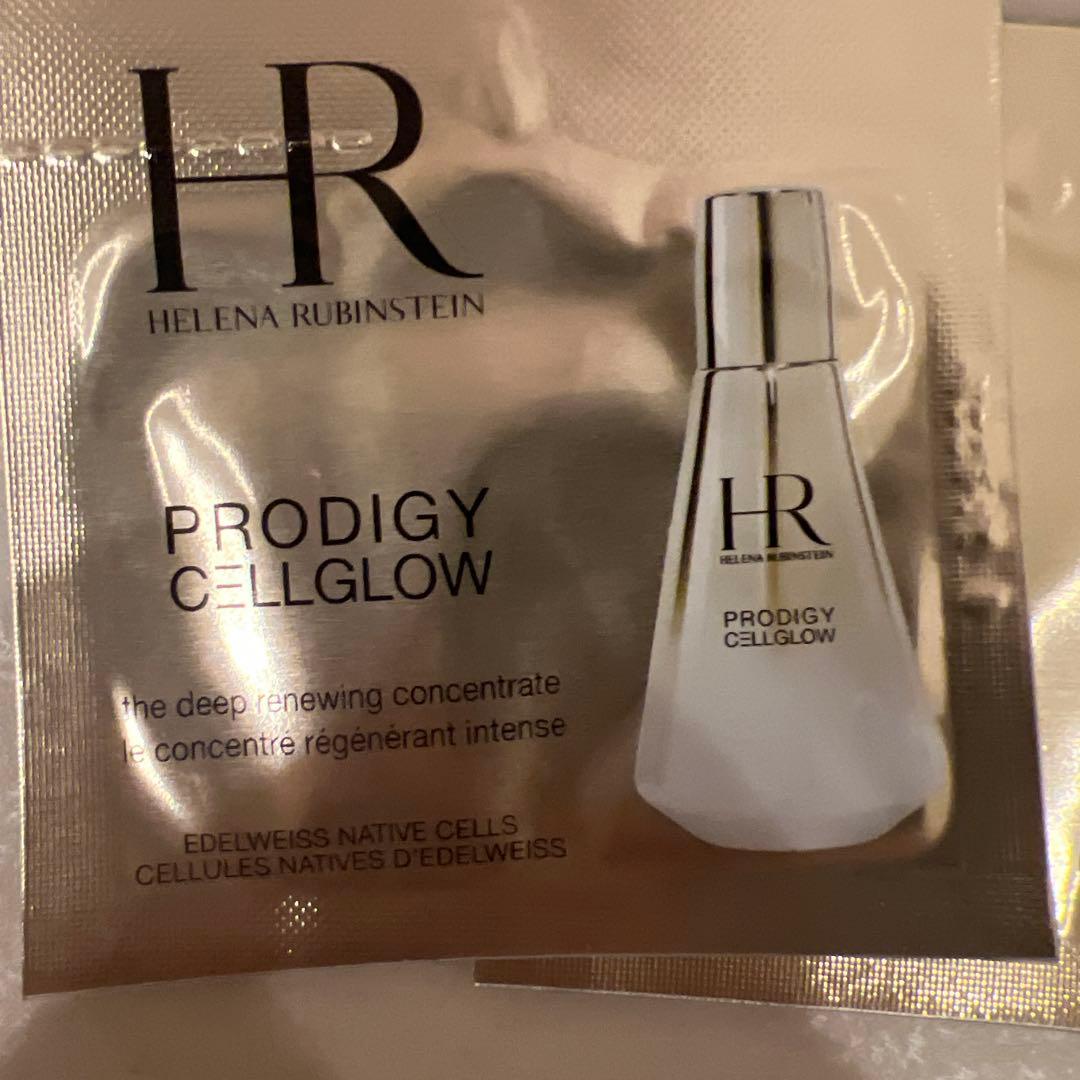 HR
HELENA RUBINSTEIN
PRODIGY
CELLGLOW
the deep renewing concentrate
le concentré régénérant intense
EDELWEISS NATIVE CELLS
CELLULES NATIVES D'EDELWEISS
HR
HELENA RUBINSTEIN
PRODIGY
CELLGLOW